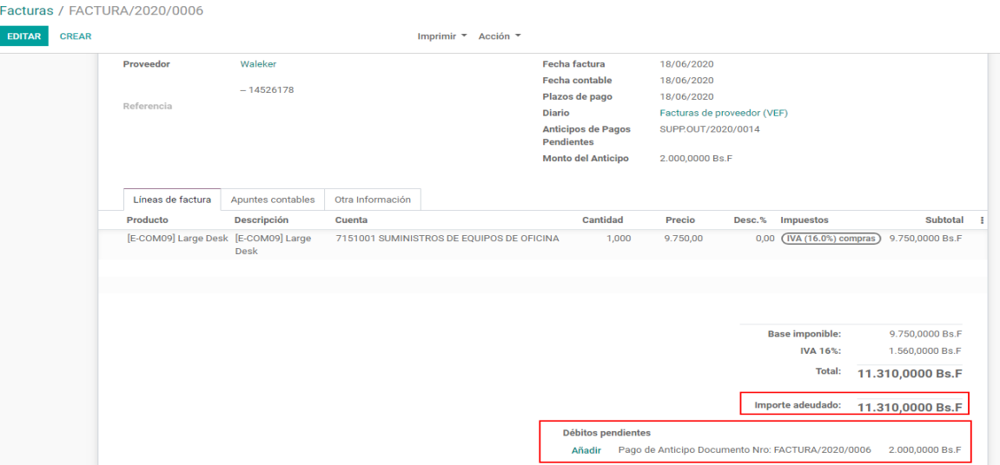 Facturas / FACTURA/2020/0006
EDITAR CREAR Imprimir Acción
Proveedor Waleker Fecha factura 18/06/2020
Fecha contable 18/06/2020
– 14526178
Plazos de pago 18/06/2020
Referencia
Diario Facturas de proveedor (VEF)
Anticipos de Pagos SUPP.OUT/2020/0014
Pendientes
Monto del Anticipo 2.000,0000 Bs.F
Líneas de factura Apuntes contables Otra Información
Producto Descripción Cuenta Cantidad Precio Desc.% Impuestos Subtotal
[E-COM09] Large Desk [E-COM09] Large 7151001 SUMINISTROS DE EQUIPOS DE OFICINA 1,000 9.750,00 0,00 IVA (16.0%) compras 9.750,0000 Bs.F
Desk
Base imponible: 9.750,0000 Bs.F
IVA 16%: 1.560,0000 Bs.F
Total: 11.310,0000 Bs.F
Importe adeudado: 11.310,0000 Bs.F
Débitos pendientes
Añadir Pago de Anticipo Documento Nro: FACTURA/2020/0006 2.000,0000 Bs.F